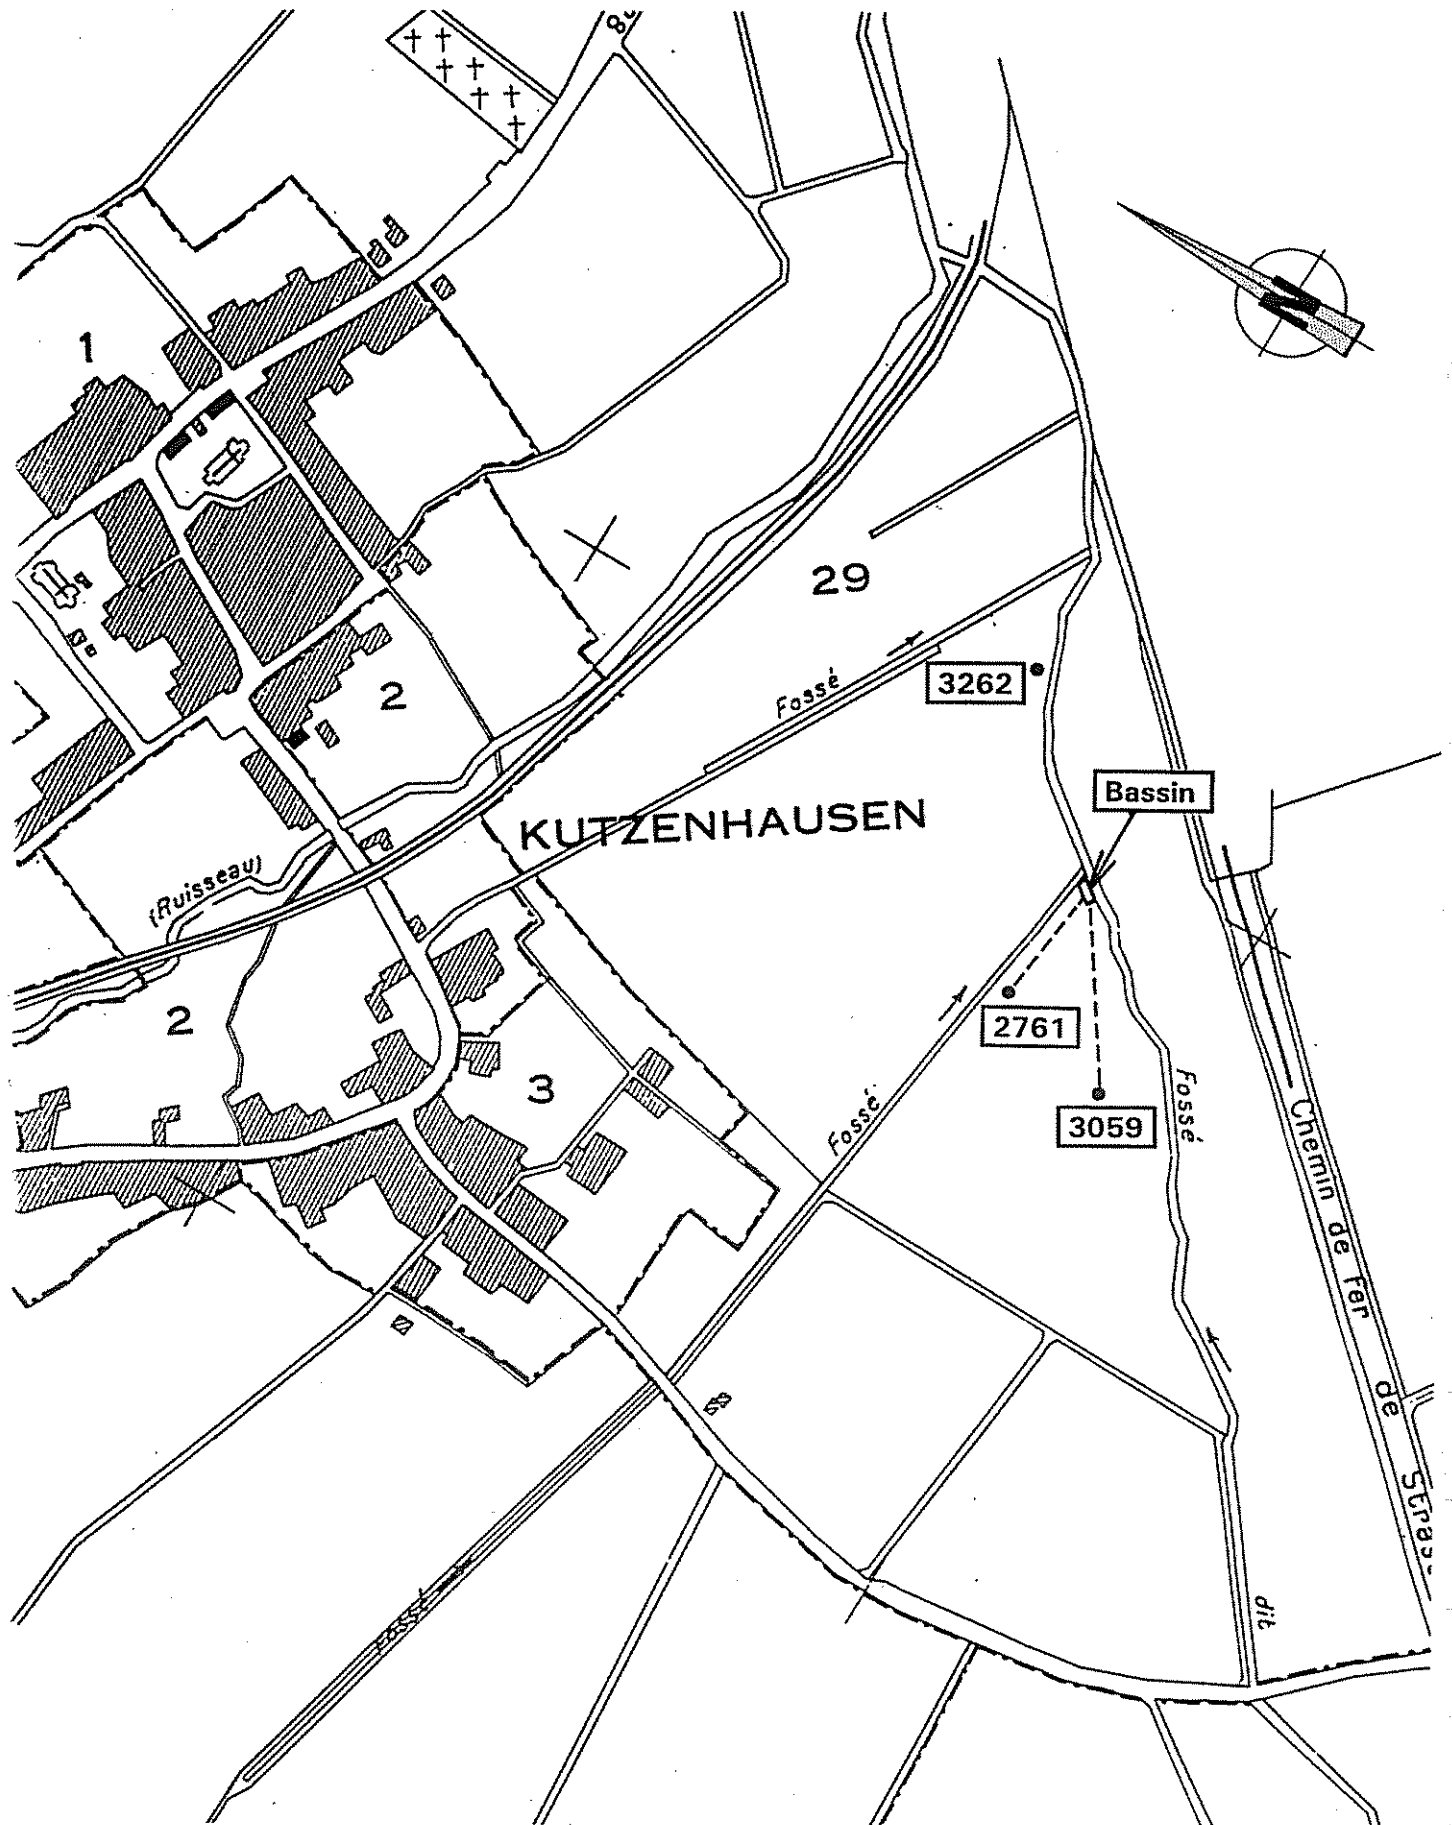 1
N
29
3262
Fossé
2
Bassin
KUTZENHAUSEN
(Ruisseau)
2
2761
3
Fossé
3059
Fossé
Chemin de Fer de Stras
Fossé
dit